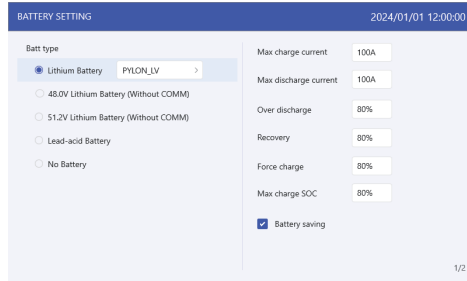 BATTERY SETTING
2024/01/01 12:00:00
Batt type
Lithium Battery PYLON_LV >
48.0V Lithium Battery (Without COMM)
51.2V Lithium Battery (Without COMM)
Lead-acid Battery
No Battery
Max charge current 100A
Max discharge current 100A
Over discharge 80%
Recovery 80%
Force charge 80%
Max charge SOC 80%
Battery saving
1/2